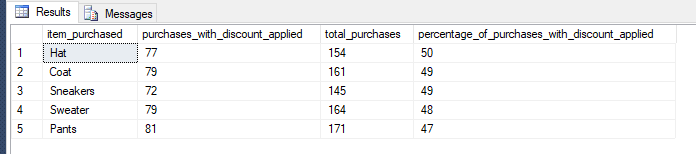 Results Messages
item_purchased purchases_with_discount_applied total_purchases percentage_of_purchases_with_discount_applied
1 Hat 77 154 50
2 Coat 79 161 49
3 Sneakers 72 145 49
4 Sweater 79 164 48
5 Pants 81 171 47